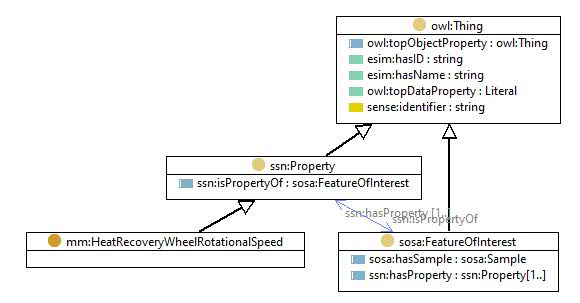 owl:Thing
owl:topObjectProperty : owl:Thing
esim:hasID : string
esim:hasName : string
owl:topDataProperty : Literal
sense:identifier : string
ssn:Property
ssn:isPropertyOf : sosa:FeatureOfInterest
ssn:hasProperty [1..]
ssn:isPropertyOf
mm:HeatRecoveryWheelRotationalSpeed
sosa:FeatureOfInterest
sosa:hasSample : sosa:Sample
ssn:hasProperty : ssn:Property[1..]